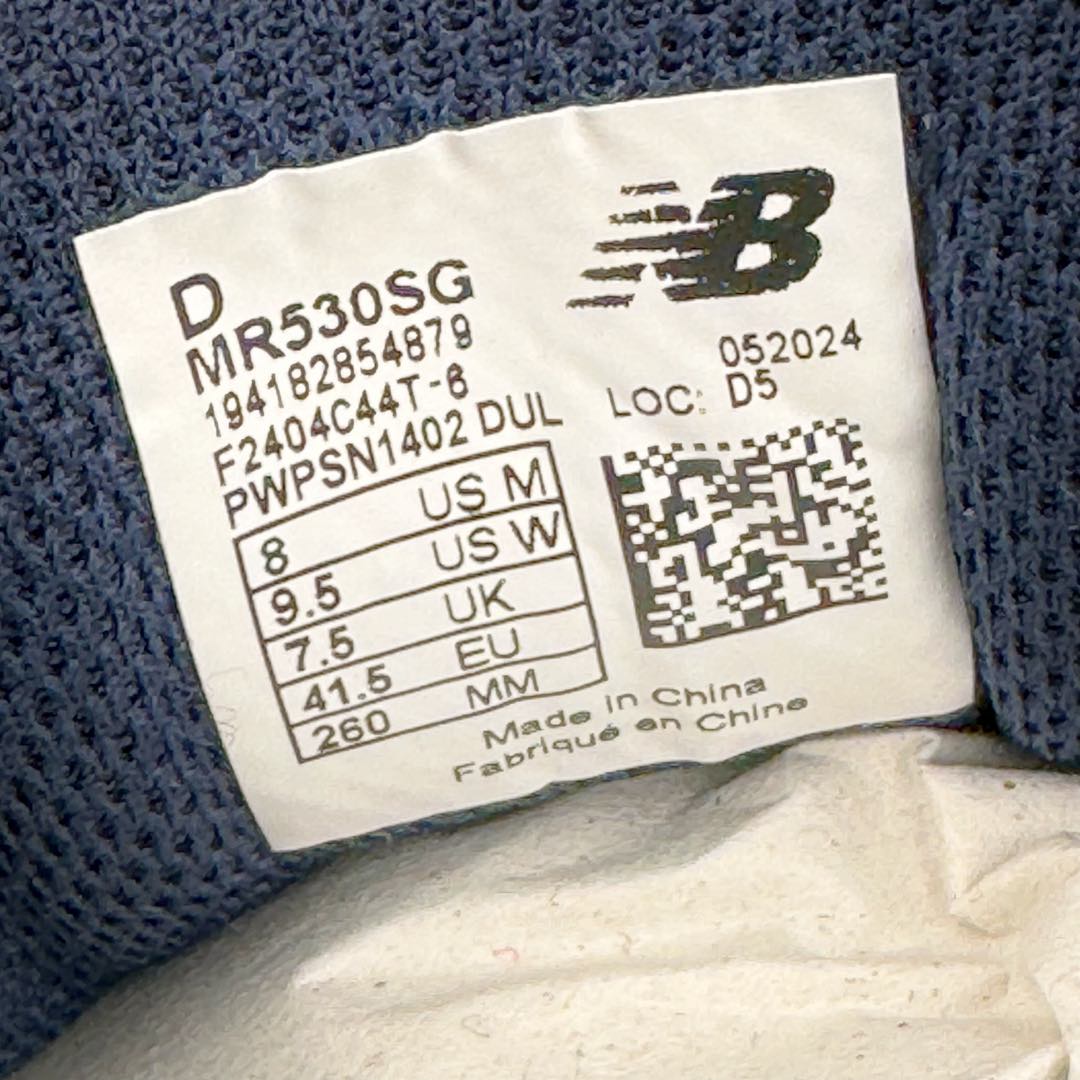 NB
D
MR530SG
194182854879
F2404C44T-6
PWPSN1402 DUL
052024
LOC: D5
8 US M
9.5 US W
7.5 UK
41.5 EU
260 MM
Made in China
Fabriqué en Chine